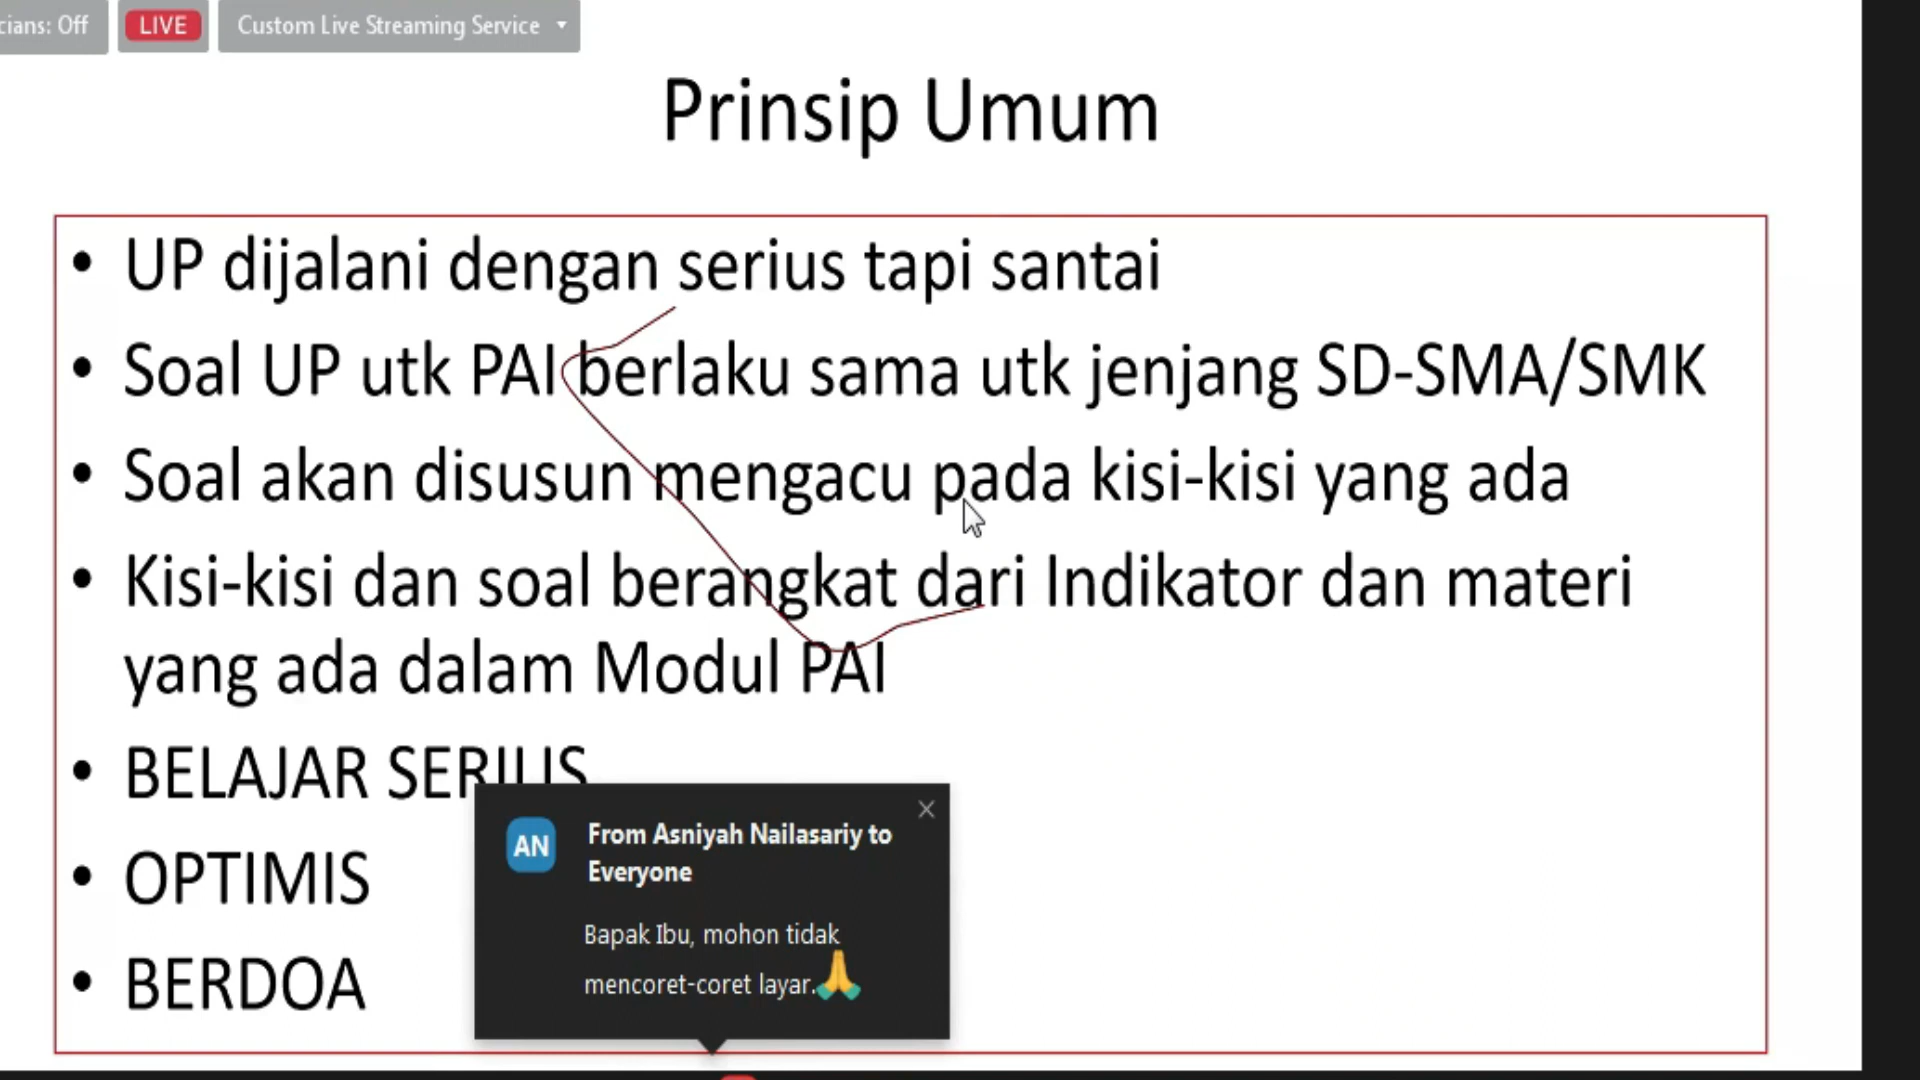 cians: Off LIVE Custom Live Streaming Service
Prinsip Umum
• UP dijalani dengan serius tapi santai
• Soal UP utk PAI berlaku sama utk jenjang SD-SMA/SMK
• Soal akan disusun mengacu pada kisi-kisi yang ada
• Kisi-kisi dan soal berangkat dari Indikator dan materi
yang ada dalam Modul PAI
• BELAJAR SERIUS
• OPTIMIS
• BERDOA
AN
From Asniyah Nailasariy to
Everyone
Bapak Ibu, mohon tidak
mencoret-coret layar.🙏